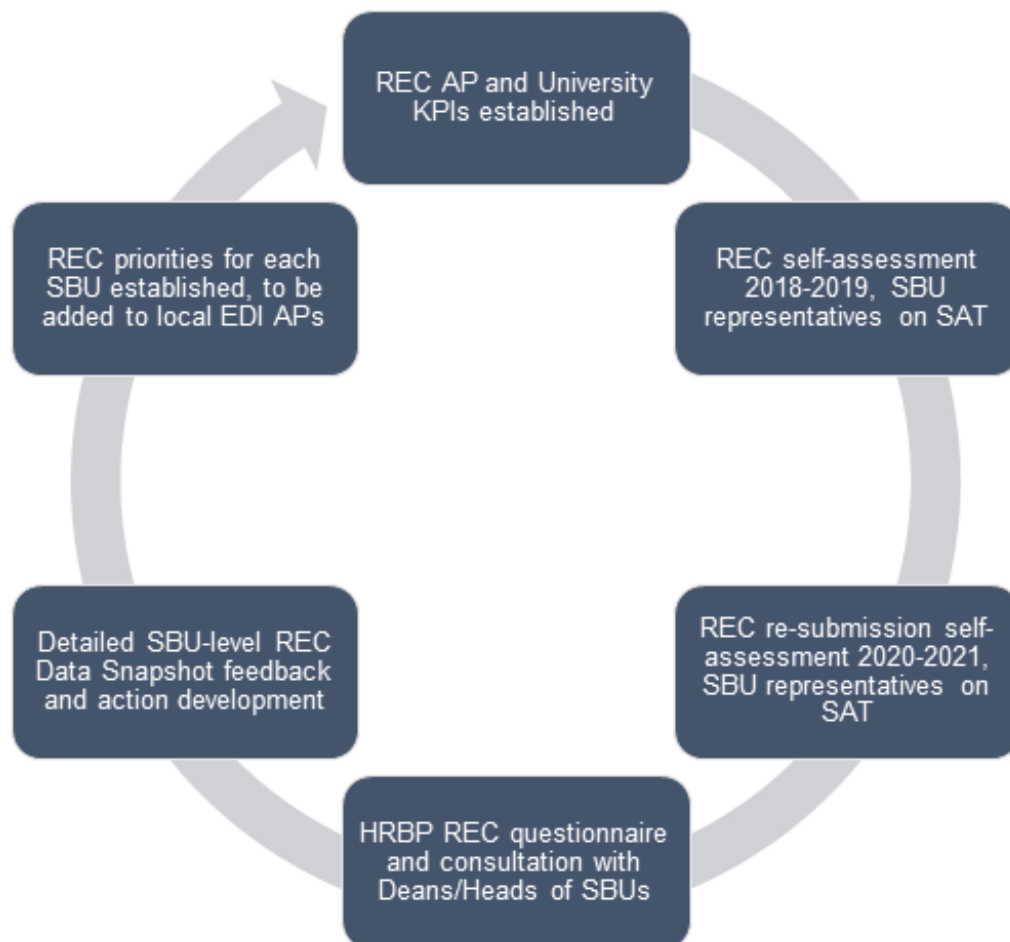 REC AP and University
KPIs established
REC self-assessment
2018-2019, SBU
representatives on SAT
REC re-submission self-
assessment 2020-2021,
SBU representatives on
SAT
HRBP REC questionnaire
and consultation with
Deans/Heads of SBUs
Detailed SBU-level REC
Data Snapshot feedback
and action development
REC priorities for each
SBU established, to be
added to local EDI APs